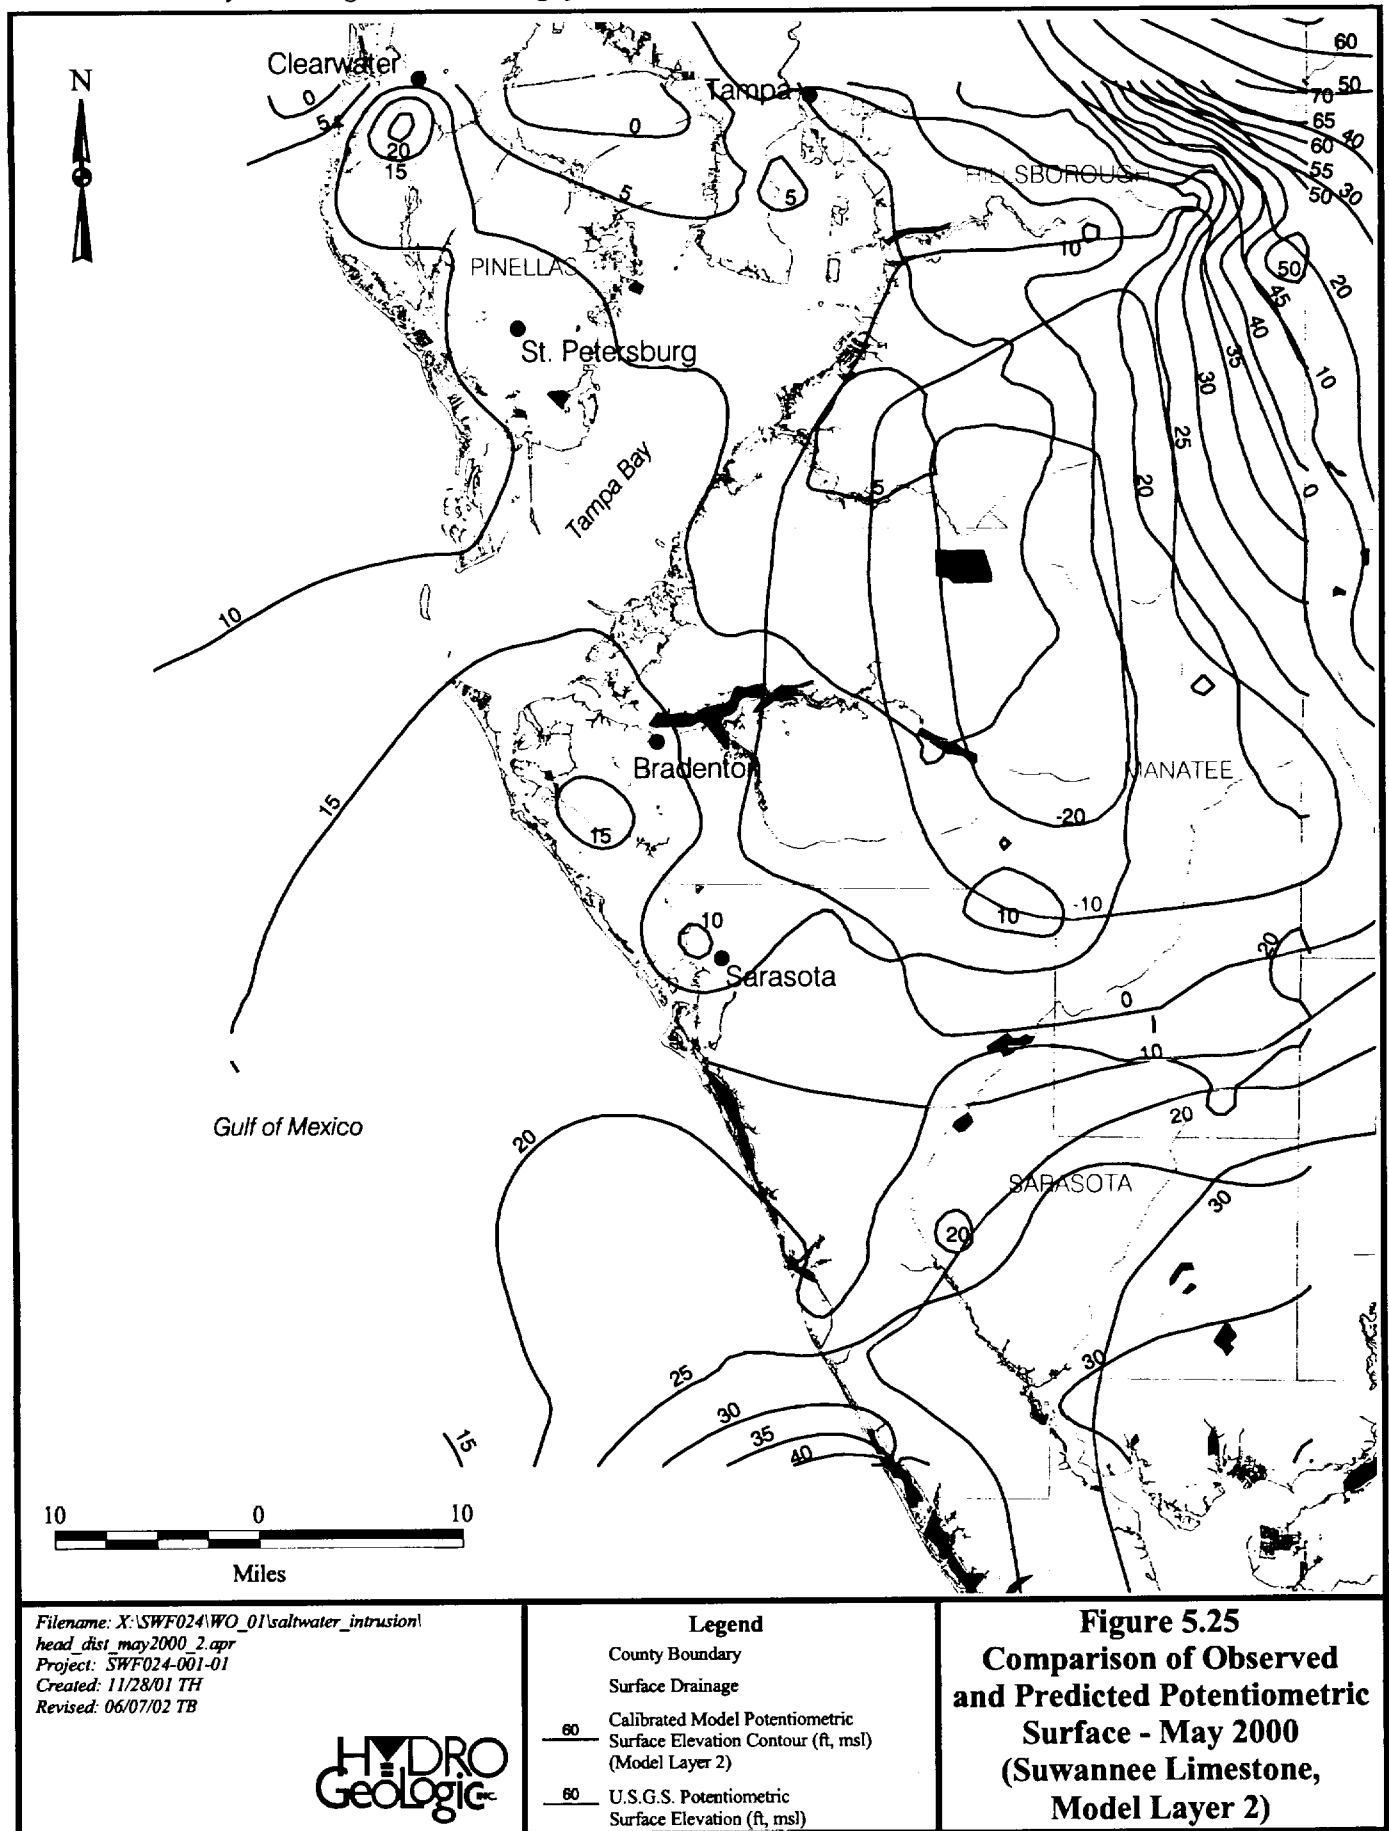 N
Clearwater
Tampa
60
50
70
65
40
60
55
30
50
0
5
20
15
0
5
5
HILLSBOROUGH
10
50
20
45
40
35
30
10
25
20
0
PINELLAS
St. Petersburg
Tampa Bay
5
10
15
Bradenton
15
MANATEE
-20
-10
10
10
Sarasota
20
0
10
20
Gulf of Mexico
20
SARASOTA
30
20
30
25
30
35
40
15
10 0 10
Miles
Filename: X:\SWF024\WO_01\saltwater_intrusion\
head_dist_may2000_2.apr
Project: SWF024-001-01
Created: 11/28/01 TH
Revised: 06/07/02 TB
HYDRO
GeoLogic INC.
Legend
County Boundary
Surface Drainage
60 Calibrated Model Potentiometric
Surface Elevation Contour (ft, msl)
(Model Layer 2)
60 U.S.G.S. Potentiometric
Surface Elevation (ft, msl)
Figure 5.25
Comparison of Observed
and Predicted Potentiometric
Surface - May 2000
(Suwannee Limestone,
Model Layer 2)